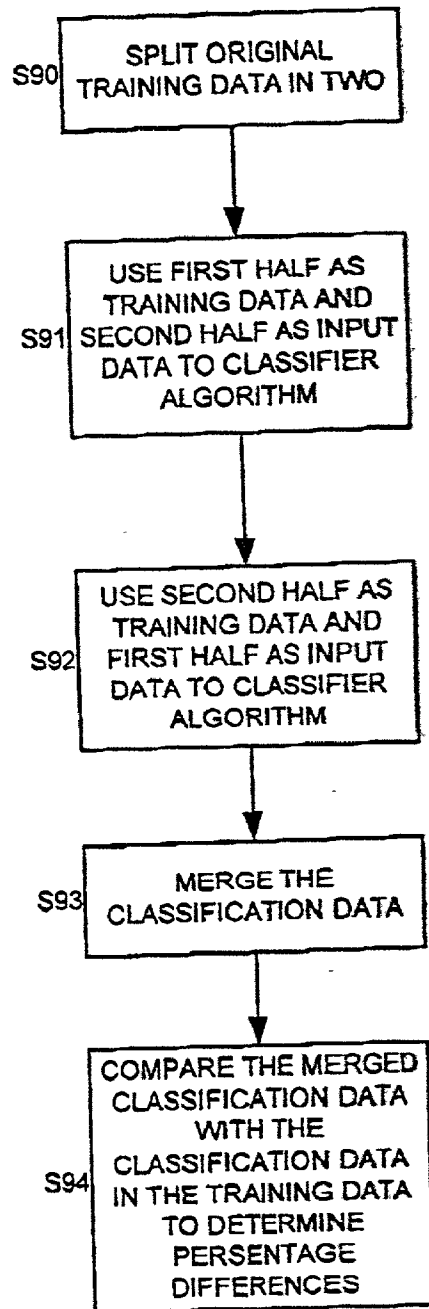 S90
SPLIT ORIGINAL
TRAINING DATA IN TWO
S91
USE FIRST HALF AS
TRAINING DATA AND
SECOND HALF AS INPUT
DATA TO CLASSIFIER
ALGORITHM
S92
USE SECOND HALF AS
TRAINING DATA AND
FIRST HALF AS INPUT
DATA TO CLASSIFIER
ALGORITHM
S93
MERGE THE
CLASSIFICATION DATA
S94
COMPARE THE MERGED
CLASSIFICATION DATA
WITH THE
CLASSIFICATION DATA
IN THE TRAINING DATA
TO DETERMINE
PERSENTAGE
DIFFERENCES